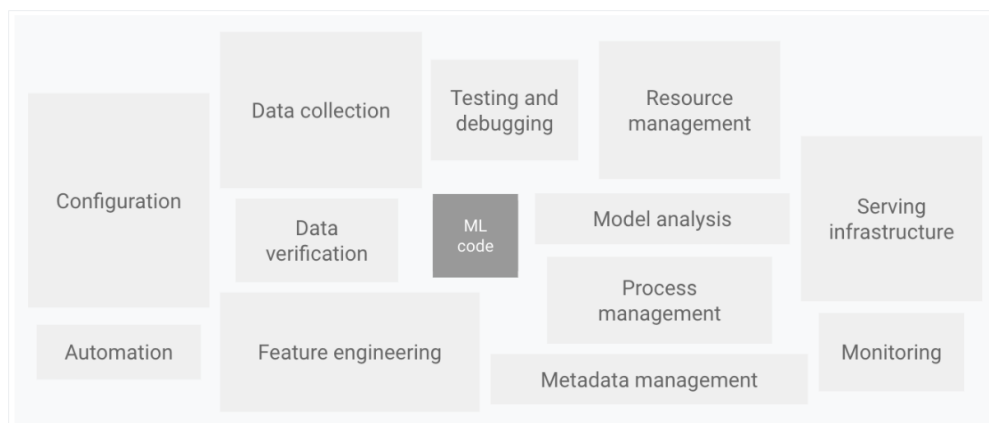 Data collection
Testing and
debugging
Resource
management
Configuration
Data
verification
ML
code
Model analysis
Serving
infrastructure
Process
management
Automation
Feature engineering
Metadata management
Monitoring